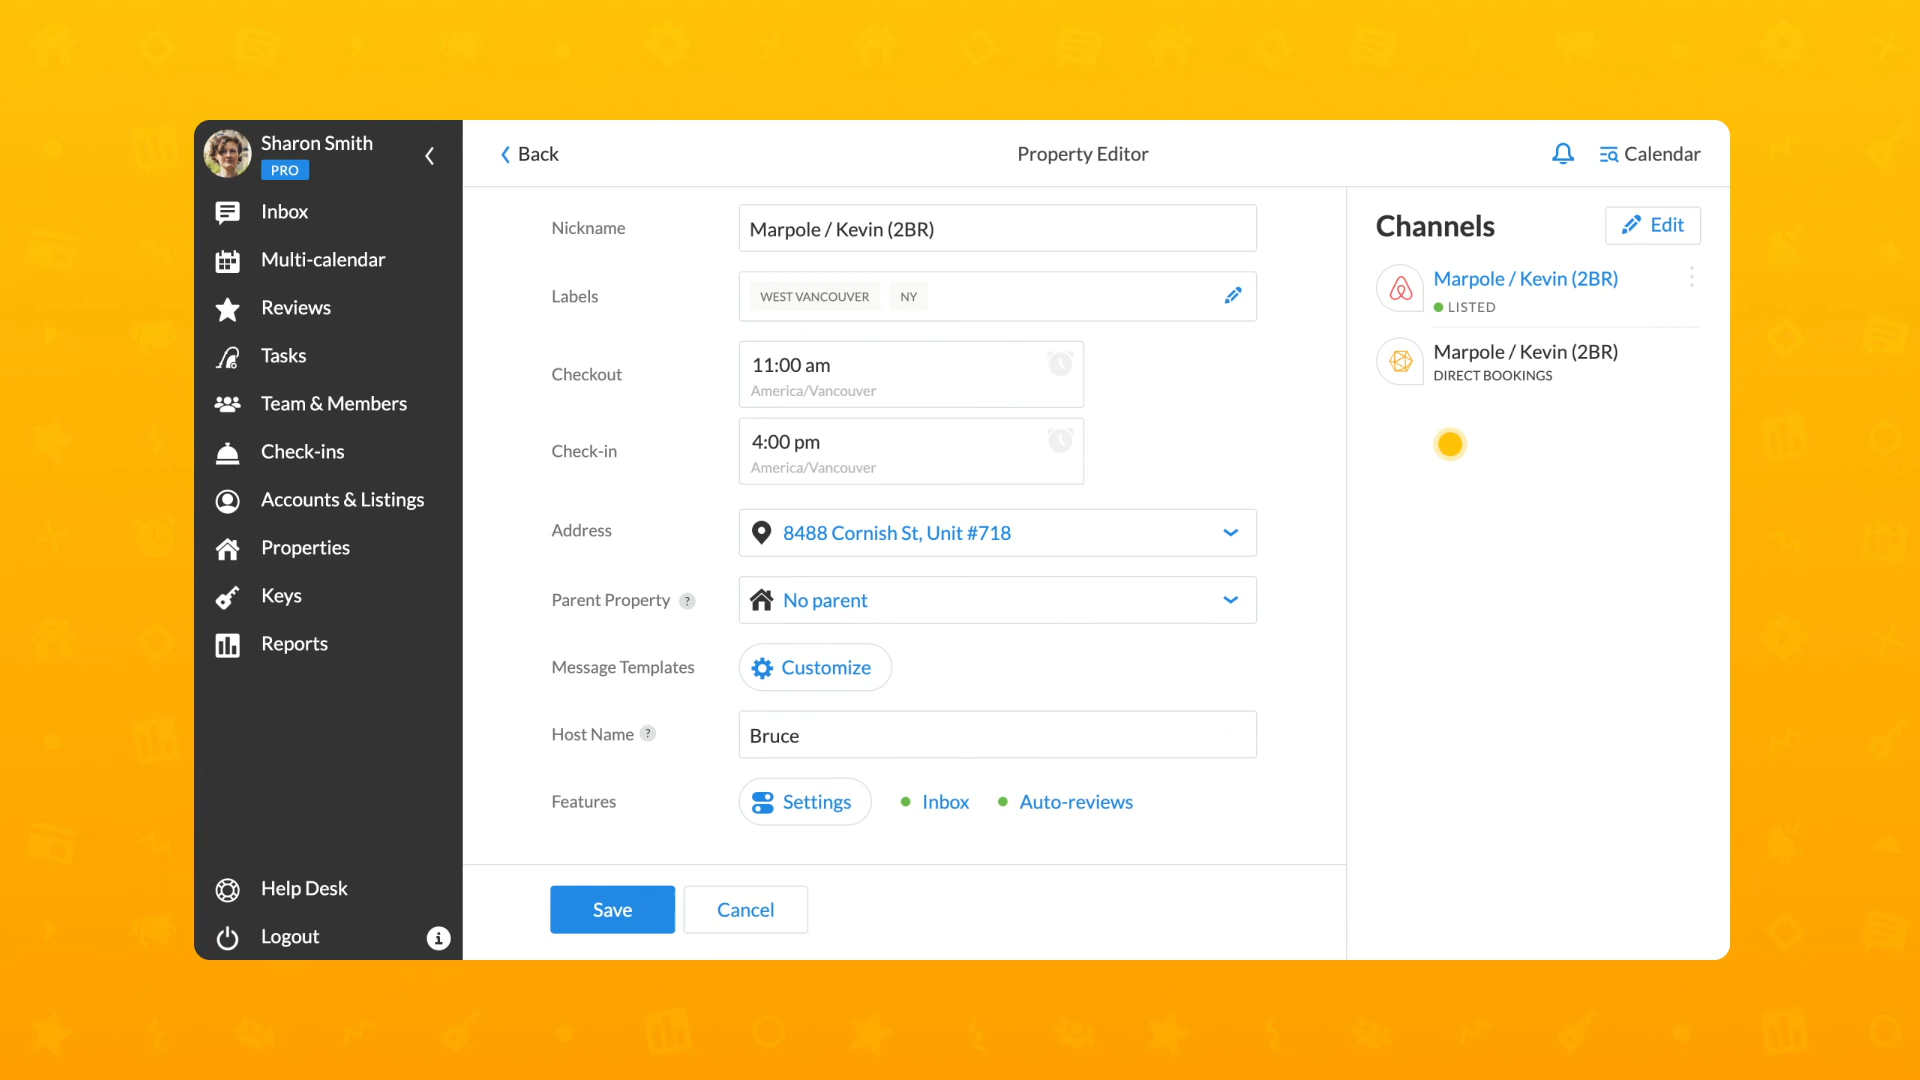 Sharon Smith
PRO
Inbox
Multi-calendar
Reviews
Tasks
Team & Members
Check-ins
Accounts & Listings
Properties
Keys
Reports
Help Desk
Logout
i
Back
Property Editor
Calendar
Nickname
Marpole / Kevin (2BR)
Labels
WEST VANCOUVER NY
Checkout
11:00 am
America/Vancouver
Check-in
4:00 pm
America/Vancouver
Address
8488 Cornish St, Unit #718
Parent Property ?
No parent
Message Templates
Customize
Host Name ?
Bruce
Features
Settings Inbox Auto-reviews
Save Cancel
Channels
Edit
Marpole / Kevin (2BR)
LISTED
Marpole / Kevin (2BR)
DIRECT BOOKINGS